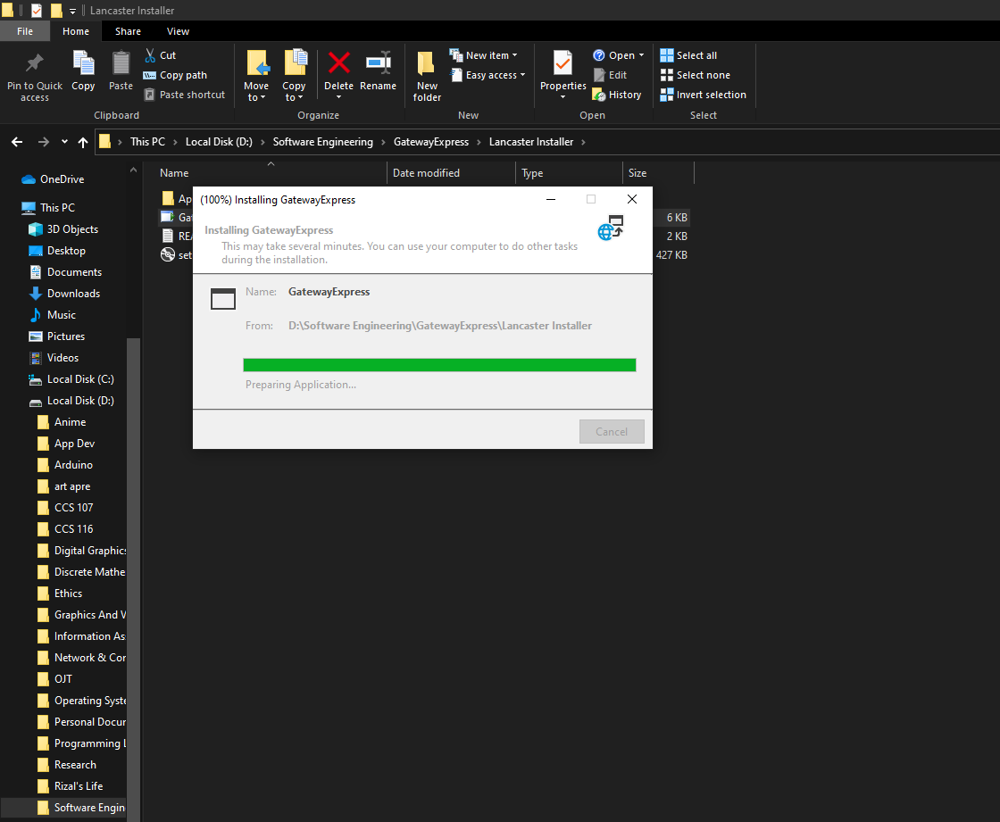 Lancaster Installer
File Home Share View
Pin to Quick access
Copy
Paste
Cut
Copy path
Paste shortcut
Clipboard
Move to
Copy to
Delete
Rename
Organize
New folder
New item
Easy access
New
Properties
Open
Edit
History
Open
Select all
Select none
Invert selection
Select
This PC Local Disk (D:) Software Engineering GatewayExpress Lancaster Installer
Name Date modified Type Size
Ap
Gat
6 KB
REA
2 KB
set
427 KB
(100%) Installing GatewayExpress
Installing GatewayExpress
This may take several minutes. You can use your computer to do other tasks
during the installation.
Name: GatewayExpress
From: D:\Software Engineering\GatewayExpress\Lancaster Installer
Preparing Application...
Cancel
OneDrive
This PC
3D Objects
Desktop
Documents
Downloads
Music
Pictures
Videos
Local Disk (C:)
Local Disk (D:)
Anime
App Dev
Arduino
art apre
CCS 107
CCS 116
Digital Graphics
Discrete Mathe
Ethics
Graphics And V
Information Ass
Network & Cor
OJT
Operating Syste
Personal Docur
Programming L
Research
Rizal's Life
Software Engin